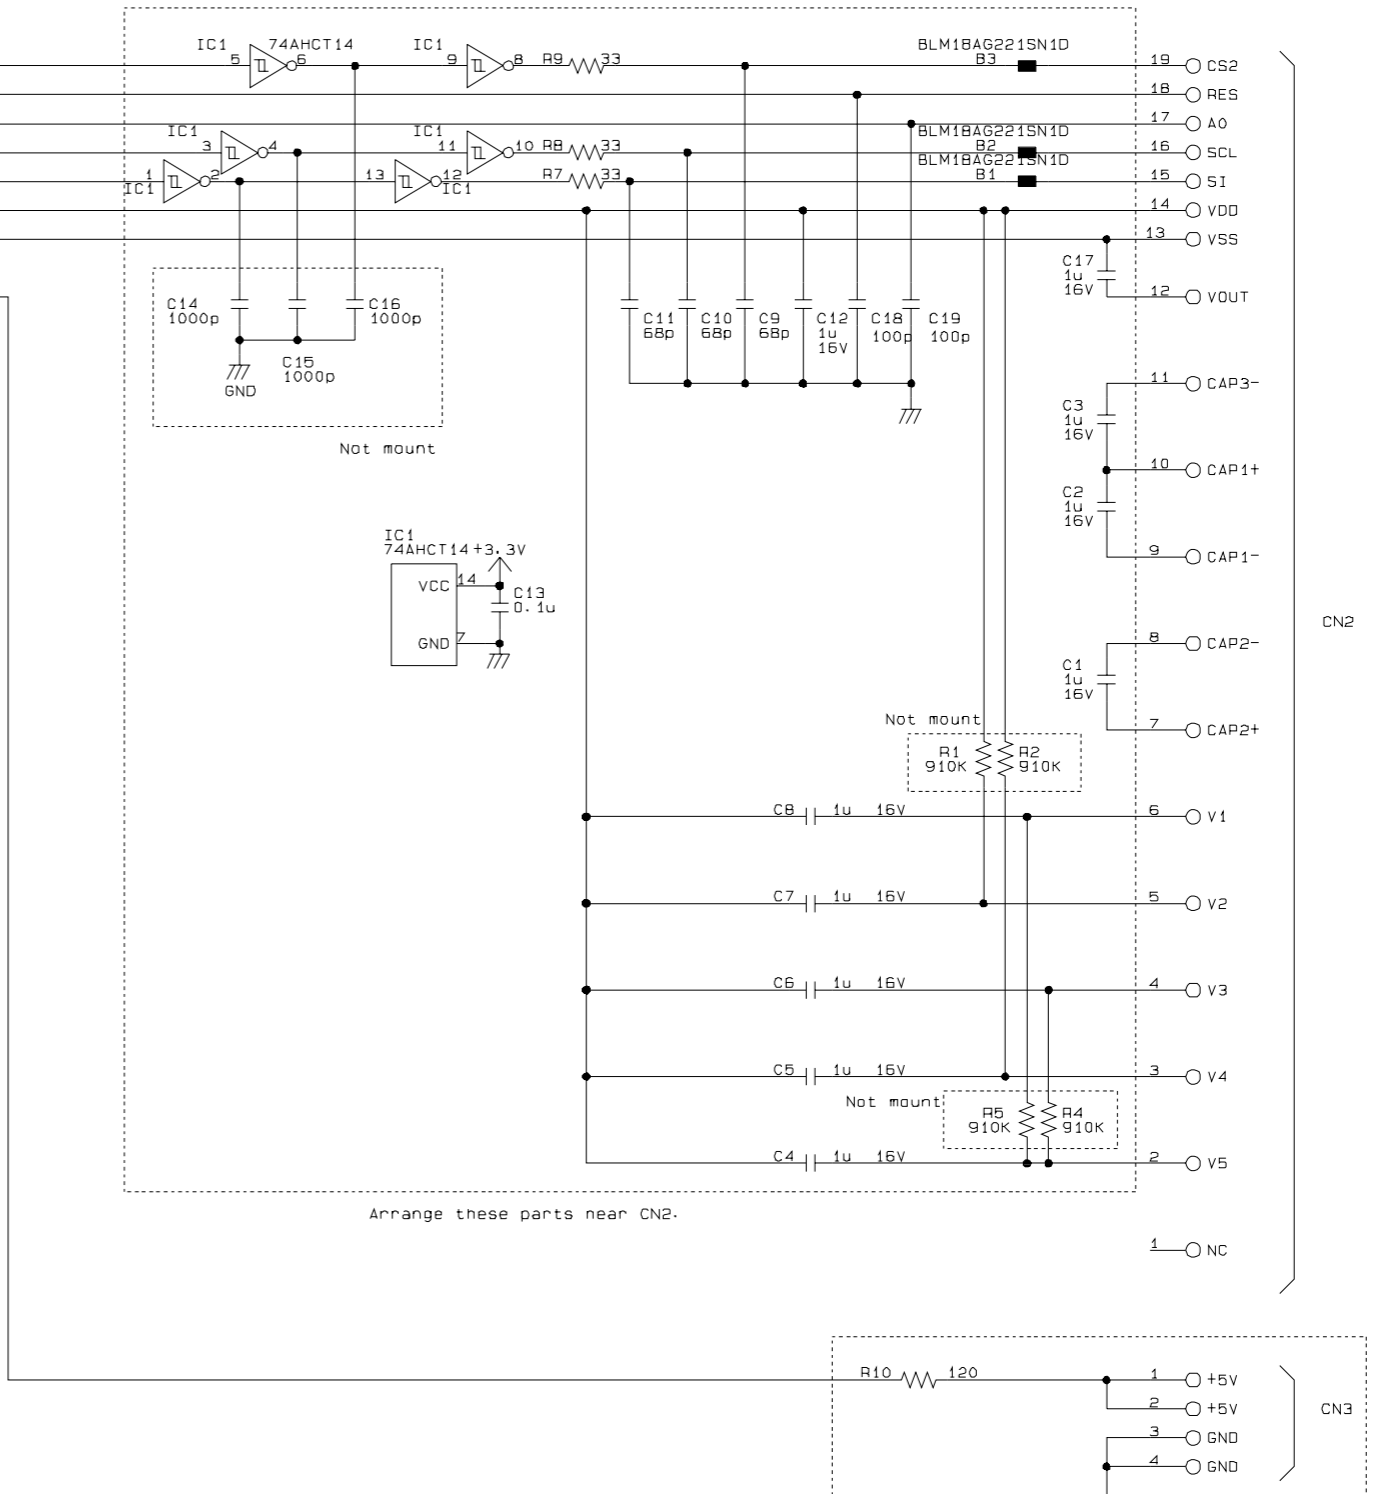 IC1 74AHCT14 IC1 BLM18AG221SN1D
5 6 9 8 R9 33 B3 19 CS2
18 RES
17 A0
IC1 IC1 BLM18AG221SN1D
3 4 11 10 R8 33 B2 16 SCL
BLM18AG221SN1D
1 2 13 12 R7 33 B1 15 SI
IC1 IC1
14 VDD
13 VSS
C17
1u
16V
12 VOUT
C14
1000p
C16
1000p
C15
1000p
GND
Not mount
C11
68p
C10
68p
C9
68p
C12
1u
16V
C18
100p
C19
100p
11 CAP3-
C3
1u
16V
10 CAP1+
C2
1u
16V
9 CAP1-
IC1
74AHCT14 +3.3V
VCC 14
C13
0.1u
GND 7
CN2
8 CAP2-
C1
1u
16V
7 CAP2+
Not mount
R1
910K
R2
910K
C8 1u 16V 6 V1
C7 1u 16V 5 V2
C6 1u 16V 4 V3
C5 1u 16V 3 V4
Not mount
R5
910K
R4
910K
C4 1u 16V 2 V5
Arrange these parts near CN2.
1 NC
R10 120 1 +5V
2 +5V
CN3
3 GND
4 GND